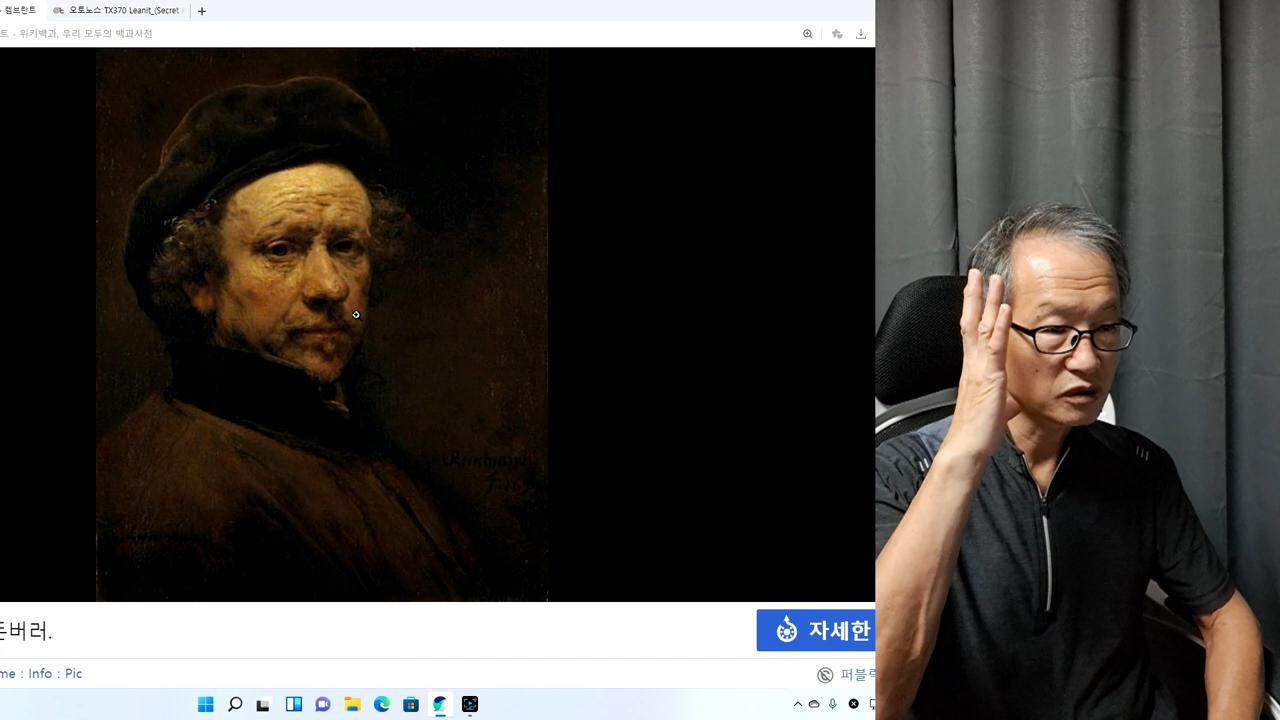 렘브란트
오토노스 TX370 Leanit_(Secret
트 - 위키백과, 우리 모두의 백과사전
돈버러.
자세한
me : Info : Pic
퍼블릭